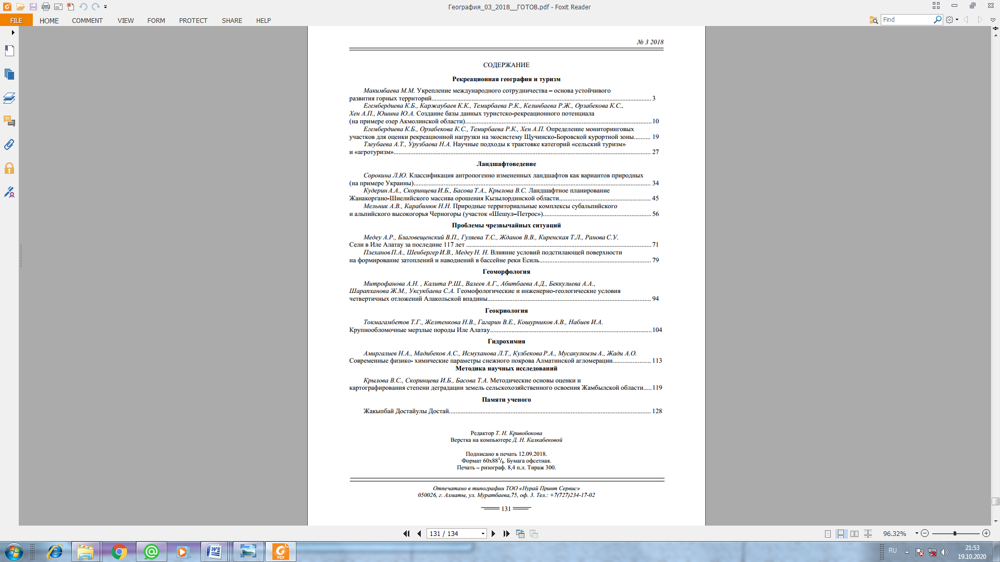 География_03_2018__ГОТОВ.pdf - Foxit Reader
FILE HOME COMMENT VIEW FORM PROTECT SHARE HELP
Find
№ 3 2018
СОДЕРЖАНИЕ
Рекреационная география и туризм
Макимбаева М.М. Укрепление международного сотрудничества – основа устойчивого
развития горных территорий 3
Егембердиева К.Б., Каржаубаев К.К., Темирбаева Р.К., Келинбаева Р.Ж., Орзабекова К.С.,
Хен А.П., Юшина Ю.А. Создание базы данных туристско-рекреационного потенциала
(на примере озер Акмолинской области) 10
Егембердиева К.Б., Орзабекова К.С., Темирбаева Р.К., Хен А.П. Определение мониторинговых
участков для оценки рекреационной нагрузки на экосистему Щучинско-Боровской курортной зоны 19
Тлеубаева А.Т., Урузбаева Н.А. Научные подходы к трактовке категорий «сельский туризм»
и «агротуризм» 27
Ландшафтоведение
Сорокина Л.Ю. Классификация антропогенно измененных ландшафтов как вариантов природных
(на примере Украины) 34
Кудерин А.А., Скоринцева И.Б., Басова Т.А., Крылова В.С. Ландшафтное планирование
Жанакоргано-Шиелийского массива орошения Кызылординской области 45
Мельник А.В., Карабинюк Н.Н. Природные территориальные комплексы субальпийского
и альпийского высокогорья Черногоры (участок «Шешул–Петрос») 56
Проблемы чрезвычайных ситуаций
Медеу А.Р., Благовещенский В.П., Гуляева Т.С., Жданов В.В., Киренская Т.Л., Ранова С.У.
Сели в Иле Алатау за последние 117 лет 71
Плеханов П.А., Шенбергер И.В., Медеу Н. Н. Влияние условий подстилающей поверхности
на формирование затоплений и наводнений в бассейне реки Есиль 79
Геоморфология
Митрофанова А.Н. , Калита Р.Ш., Валеев А.Г., Абитбаева А.Д., Беккулиева А.А.,
Шарапханова Ж.М., Уксукбаева С.А. Геомофологические и инженерно-геологические условия
четвертичных отложений Алакольской впадины 94
Геокриология
Токмагамбетов Т.Г., Желтенкова Н.В., Гагарин В.Е., Кошурников А.В., Набиев И.А.
Крупнообломочные мерзлые породы Иле Алатау 104
Гидрохимия
Амиргалиев Н.А., Мадибеков А.С., Исмуханова Л.Т., Кулбекова Р.А., Мусакулкызы А., Жади А.О.
Современные физико- химические параметры снежного покрова Алматинской агломерации 113
Методика научных исследований
Крылова В.С., Скоринцева И.Б., Басова Т.А. Методические основы оценки и
картографирования степени деградации земель сельскохозяйственного освоения Жамбылской области 119
Памяти ученого
Жакыпбай Достайулы Достай 128
Редактор Т. Н. Кривобокова
Верстка на компьютере Д. Н. Калкабековой
Подписано в печать 12.09.2018.
Формат 60x88 1/8. Бумага офсетная.
Печать – ризограф. 8,4 п.л. Тираж 300.
Отпечатано в типографии ТОО «Нурай Принт Сервис»
050026, г. Алматы, ул. Муратбаева,75, оф. 3. Тел.: +7(727)234-17-02
131
131 / 134
96.32%
RU
21:53
19.10.2020
PDF